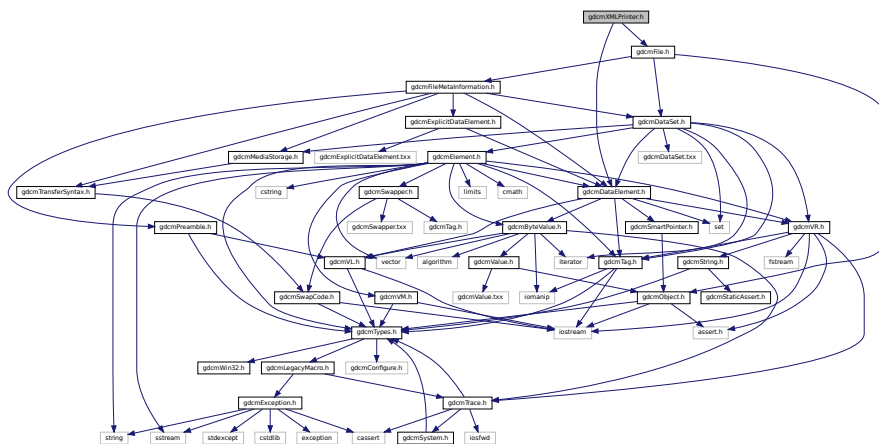 gdcmXMLPrinter.h
gdcmFile.h
gdcmFileMetaInformation.h
gdcmExplicitDataElement.h
gdcmDataSet.h
gdcmMediaStorage.h
gdcmExplicitDataElement.txx
gdcmElement.h
gdcmDataSet.txx
gdcmTransferSyntax.h
cstring
gdcmSwapper.h
limits
cmath
gdcmDataElement.h
gdcmPreamble.h
gdcmSwapper.txx
gdcmTag.h
gdcmByteValue.h
gdcmSmartPointer.h
set
gdcmVR.h
gdcmVL.h
vector
algorithm
gdcmValue.h
iterator
gdcmTag.h
gdcmString.h
fstream
gdcmSwapCode.h
gdcmVM.h
gdcmValue.txx
iomanip
gdcmObject.h
gdcmStaticAssert.h
gdcmTypes.h
iostream
assert.h
gdcmWin32.h
gdcmLegacyMacro.h
gdcmConfigure.h
gdcmException.h
gdcmTrace.h
string
sstream
stdexcept
cstdlib
exception
cassert
gdcmSystem.h
iosfwd